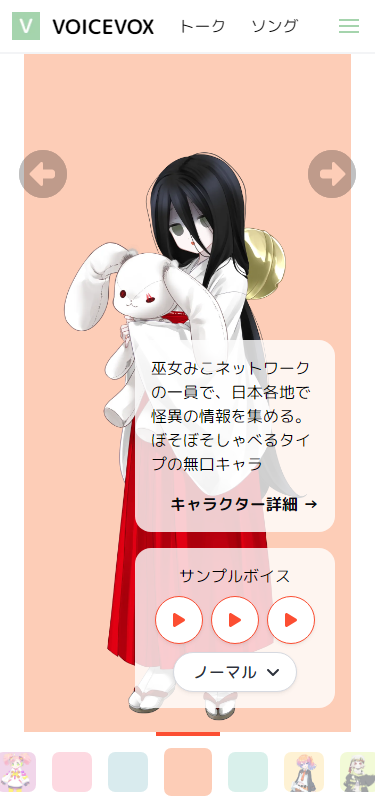 V VOICEVOX トーク ソング
巫女みこネットワーク
の一員で、日本各地で
怪異の情報を集める。
ぼそぼそしゃべるタイ
プの無口キャラ
キャラクター詳細 →
サンプルボイス
ノーマル